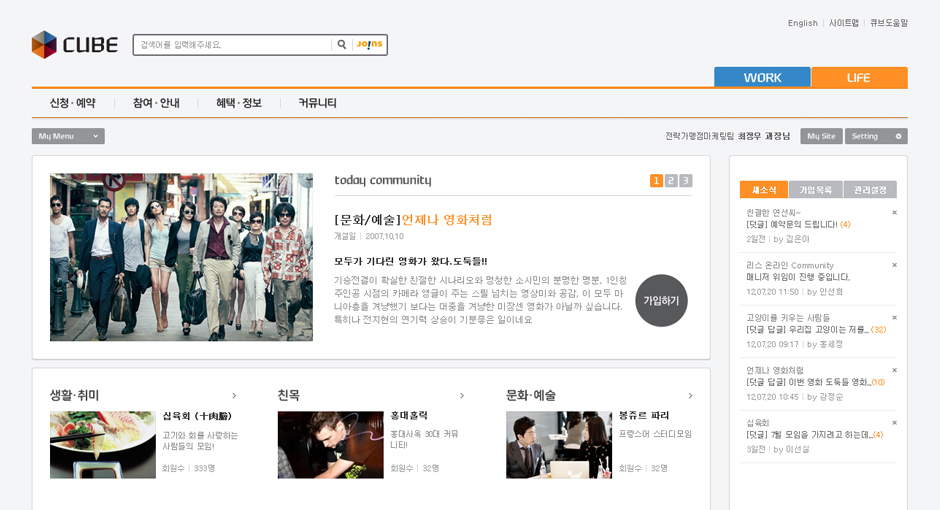 English | 사이트맵 | 큐브도움말
CUBE
검색어를 입력해주세요.
Joins
WORK
LIFE
신청·예약
참여·안내
혜택·정보
커뮤니티
My Menu
전략가맹점마케팅팀 최정우 과장님
My Site
Setting
today community
1 2 3
[문화/예술]언제나 영화처럼
개설일 | 2007.10.10
모두가 기다린 영화가 왔다.도둑들!!
기승전결이 확실한 친절한 시나리오와 멍청한 소시민의 분명한 명분, 1인칭
주인공 시점의 카메라 앵글이 주는 스릴 넘치는 영상미와 공감, 이 모두 마
니아층을 겨냥했기 보다는 대중을 겨냥한 미장센 영화가 아닐까 싶습니다.
특히나 전지현의 연기력 상승이 기분좋은 일이네요
가입하기
새소식
가입목록
관리설정
친절한 연선씨~
[댓글] 예약문의 드립니다! (4)
2일전 | by 김은미
리스 온라인 Community
매니저 위임이 진행 중입니다.
12.07.20 11:50 | by 안선희
고양이를 키우는 사람들
[댓글 답글] 우리집 고양이는 저를... (32)
12.07.20 09:17 | by 홍세정
언제나 영화처럼
[댓글 답글] 이번 영화 도둑들 영화...(10)
12.07.20 10:45 | by 강정순
십육회
[댓글] 7월 모임을 가지려고 하는데...(4)
3일전 | by 이선실
생활·취미
십육회 (十肉膾)
고기와 회를 사랑하는
사람들의 모임!
회원수 | 333명
친목
홍대홀릭
홍대사옥 30대 커뮤
니티!
회원수 | 32명
문화·예술
봉쥬르 파리
프랑스어 스터디모임
회원수 | 32명